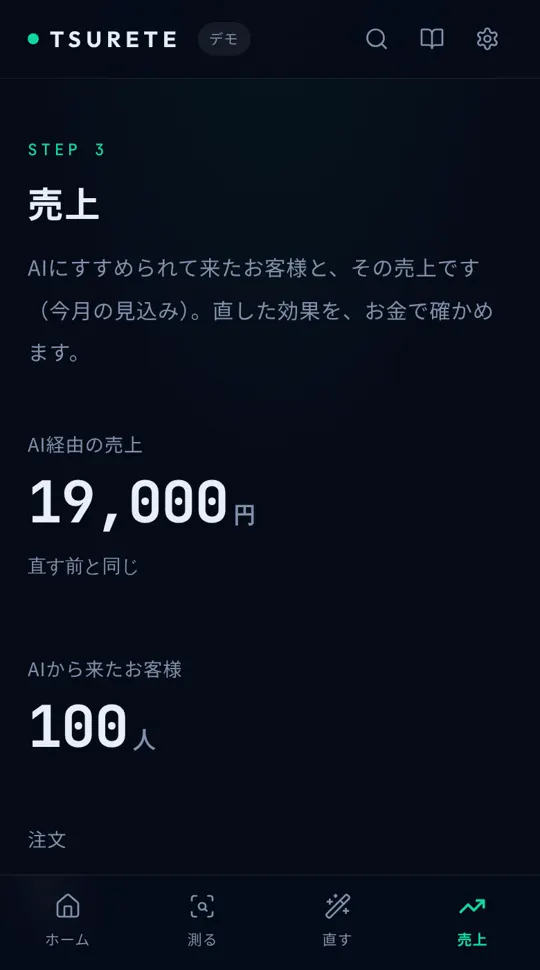 TSURETE デモ
STEP 3
売上
AIにすすめられて来たお客様と、その売上です
（今月の見込み）。直した効果を、お金で確かめ
ます。
AI経由の売上
19,000円
直す前と同じ
AIから来たお客様
100人
注文
ホーム 測る 直す 売上